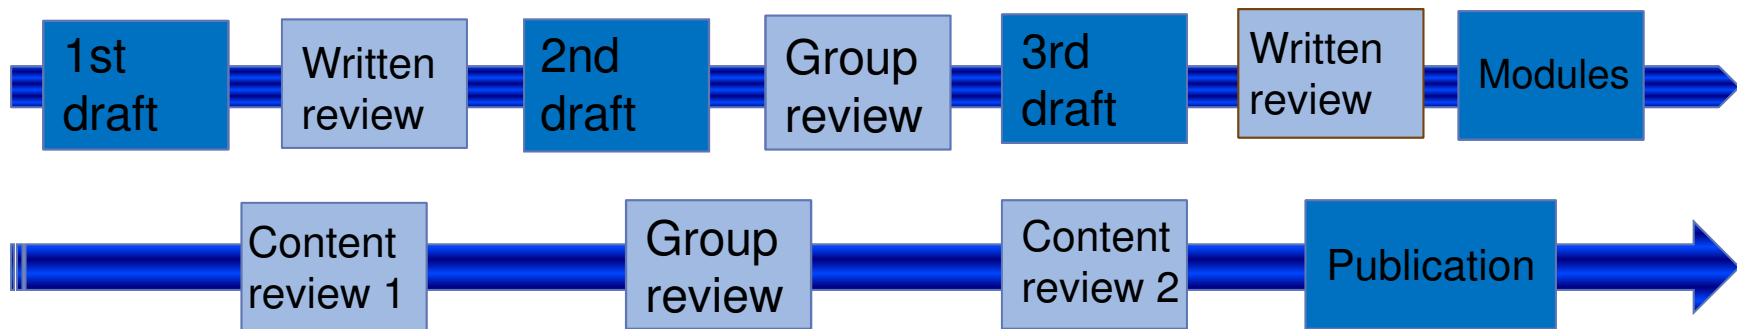 1st
draft
Written
review
2nd
draft
Group
review
3rd
draft
Written
review
Modules
Content
review 1
Group
review
Content
review 2
Publication